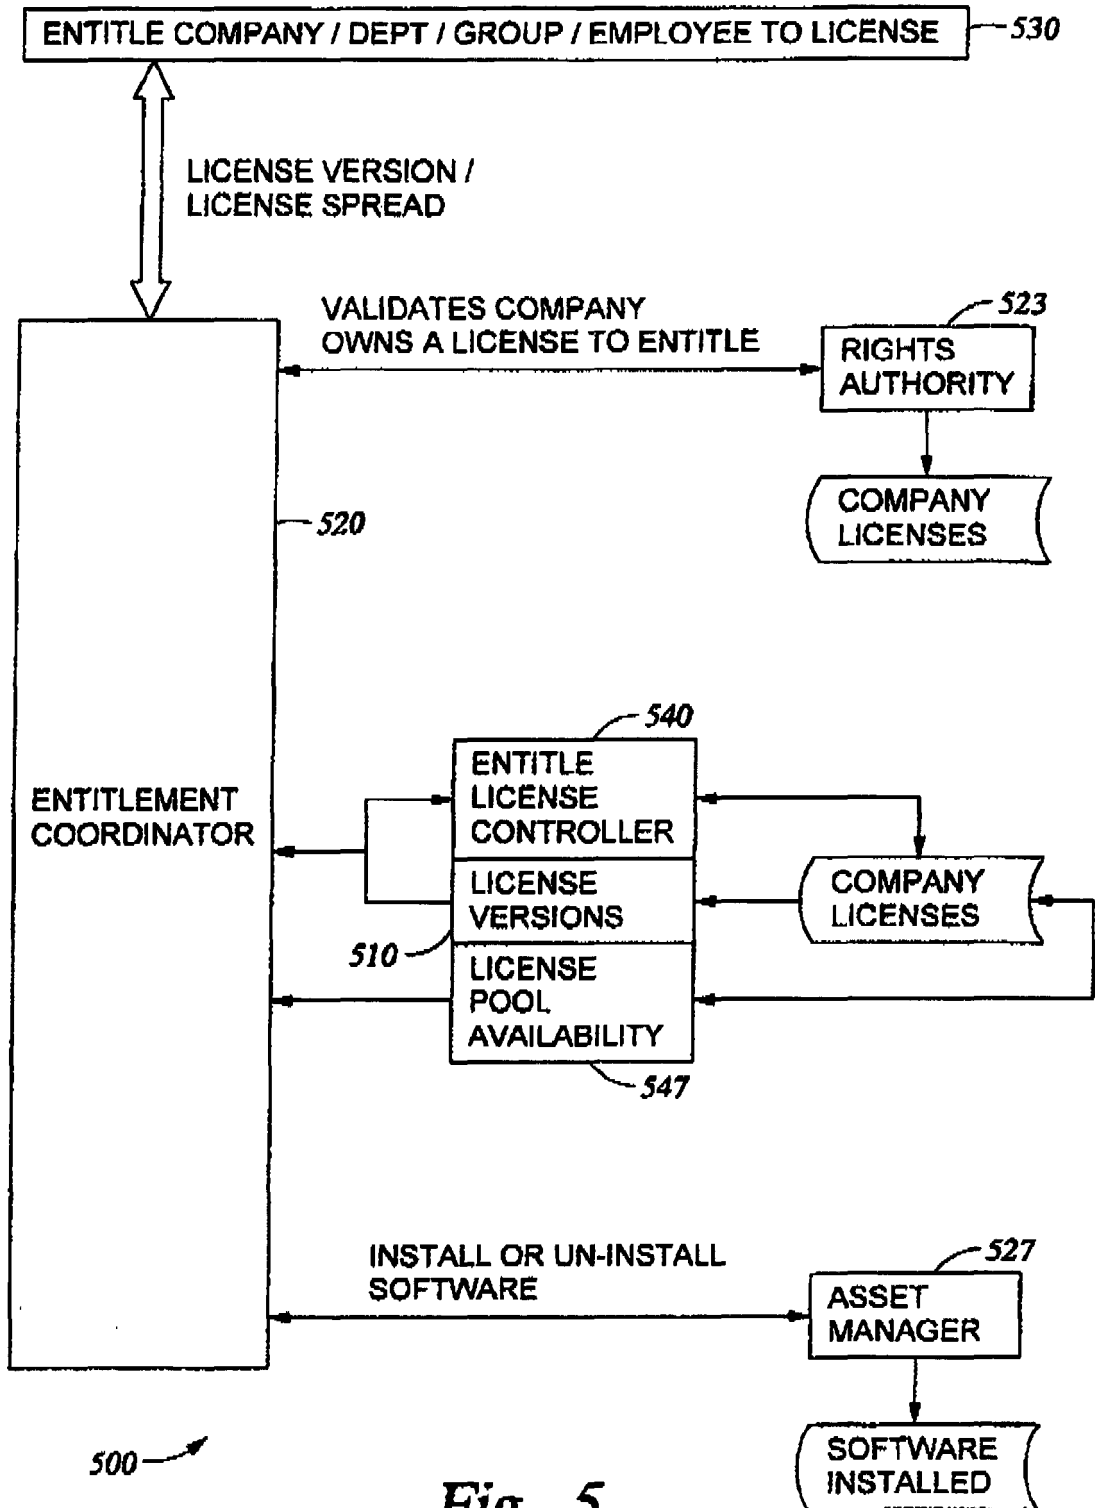 ENTITLE COMPANY / DEPT / GROUP / EMPLOYEE TO LICENSE
530
LICENSE VERSION /
LICENSE SPREAD
VALIDATES COMPANY
OWNS A LICENSE TO ENTITLE
523
RIGHTS
AUTHORITY
COMPANY
LICENSES
520
ENTITLEMENT
COORDINATOR
540
ENTITLE
LICENSE
CONTROLLER
LICENSE
VERSIONS
510
LICENSE
POOL
AVAILABILITY
547
COMPANY
LICENSES
INSTALL OR UN-INSTALL
SOFTWARE
527
ASSET
MANAGER
SOFTWARE
INSTALLED
500
Fig. 5